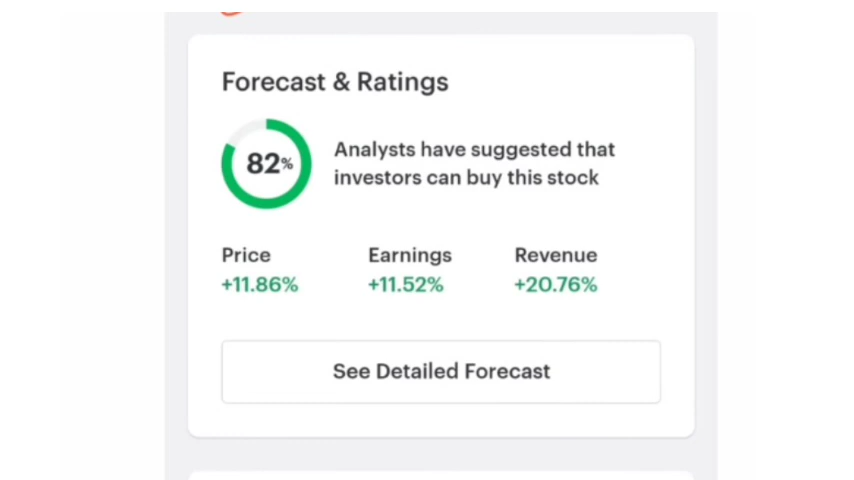 Forecast & Ratings
82%
Analysts have suggested that
investors can buy this stock
Price Earnings Revenue
+11.86% +11.52% +20.76%
See Detailed Forecast